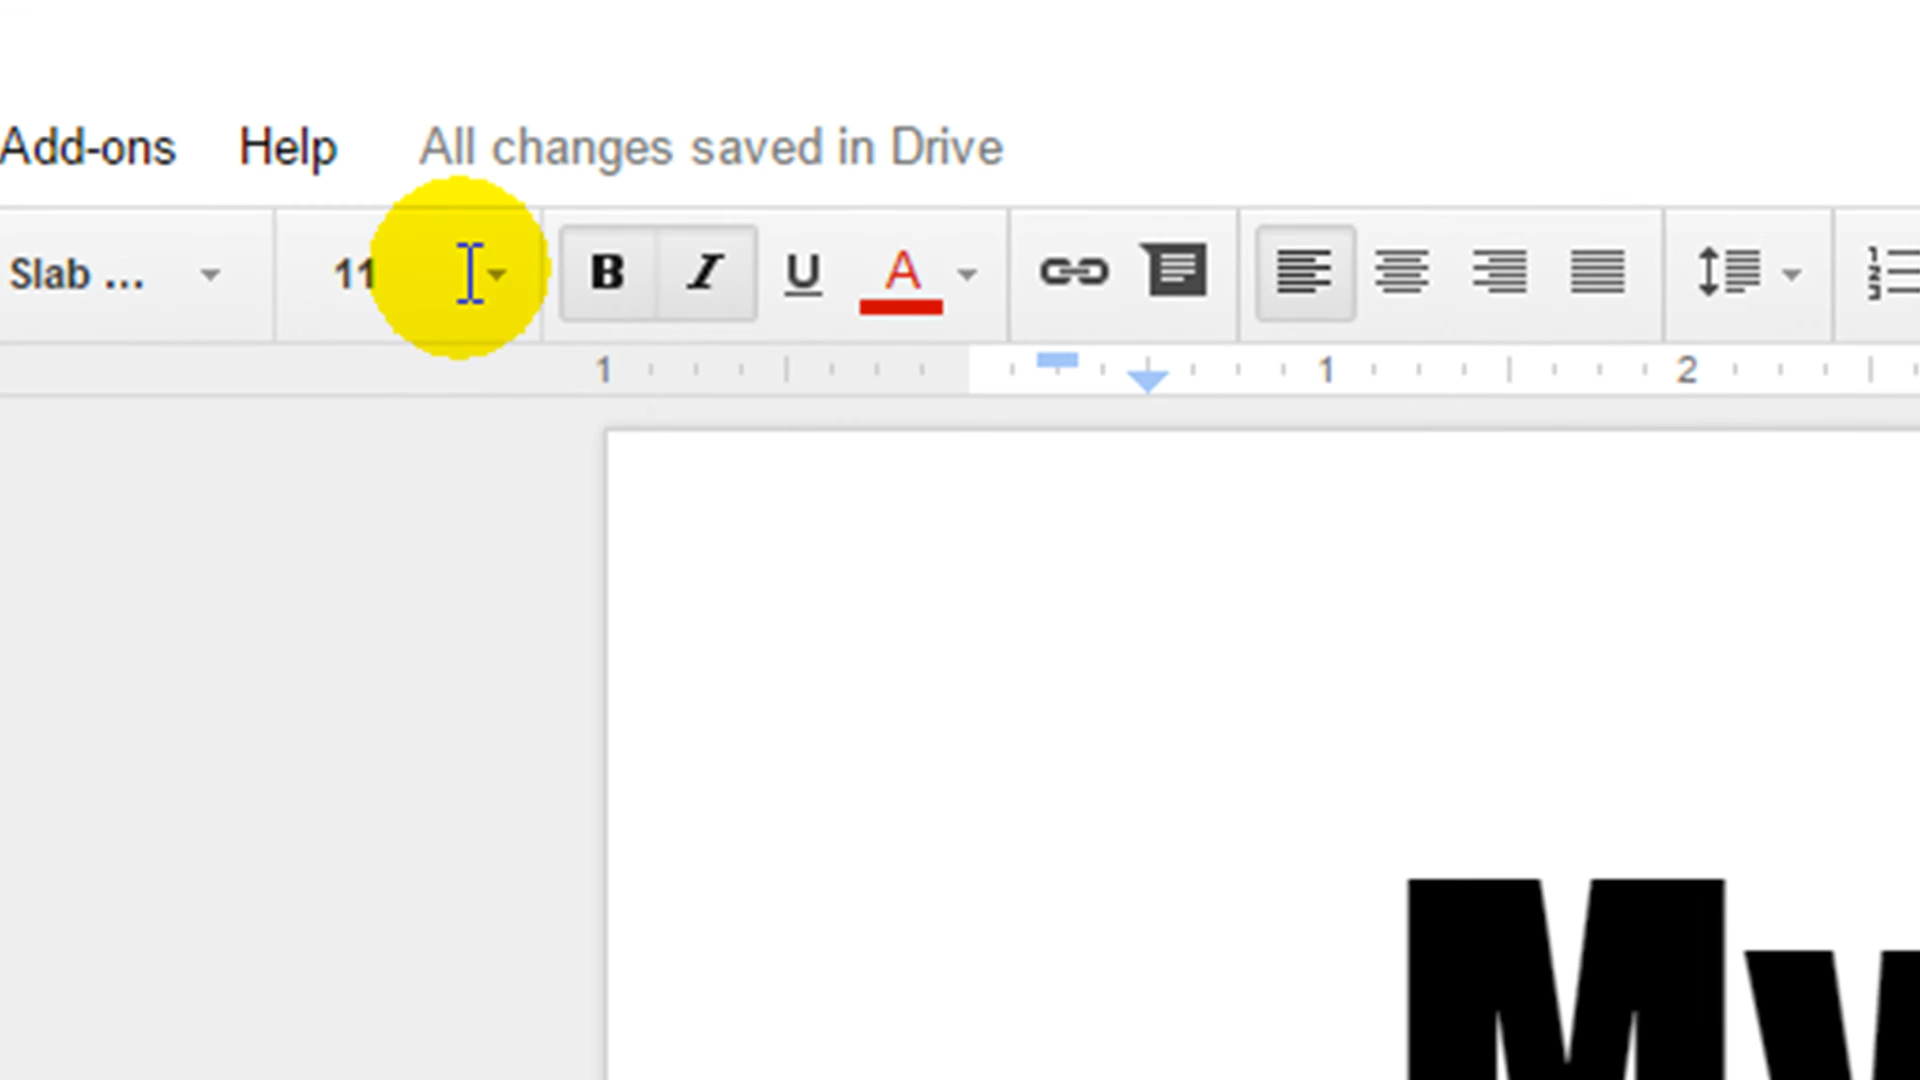 Add-ons Help All changes saved in Drive
Slab ... 11 B I U A
1 1 2
My